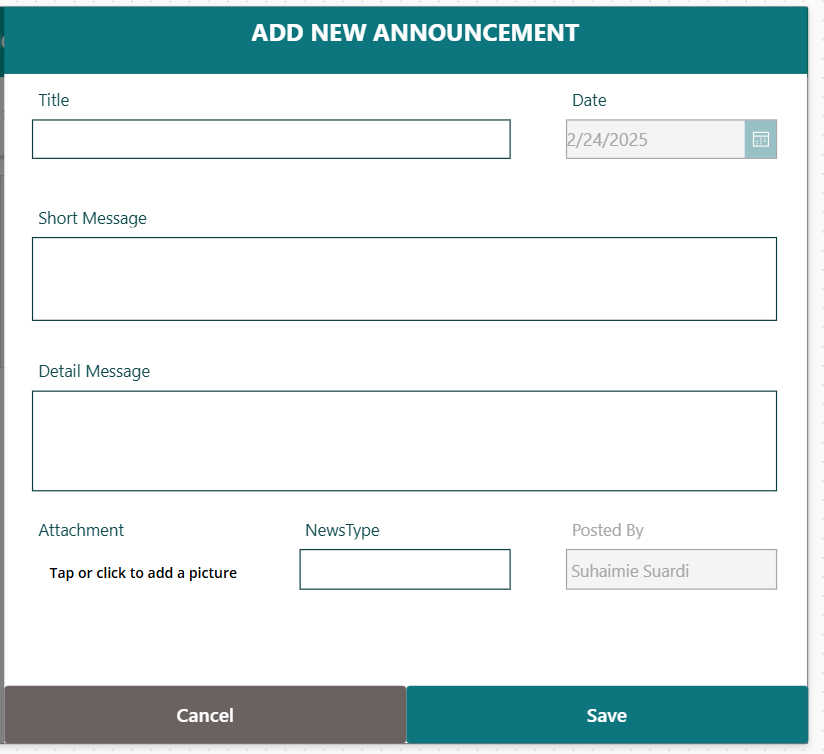 ADD NEW ANNOUNCEMENT
Title
Date
2/24/2025
Short Message
Detail Message
Attachment
NewsType
Posted By
Tap or click to add a picture
Suhaimie Suardi
Cancel
Save